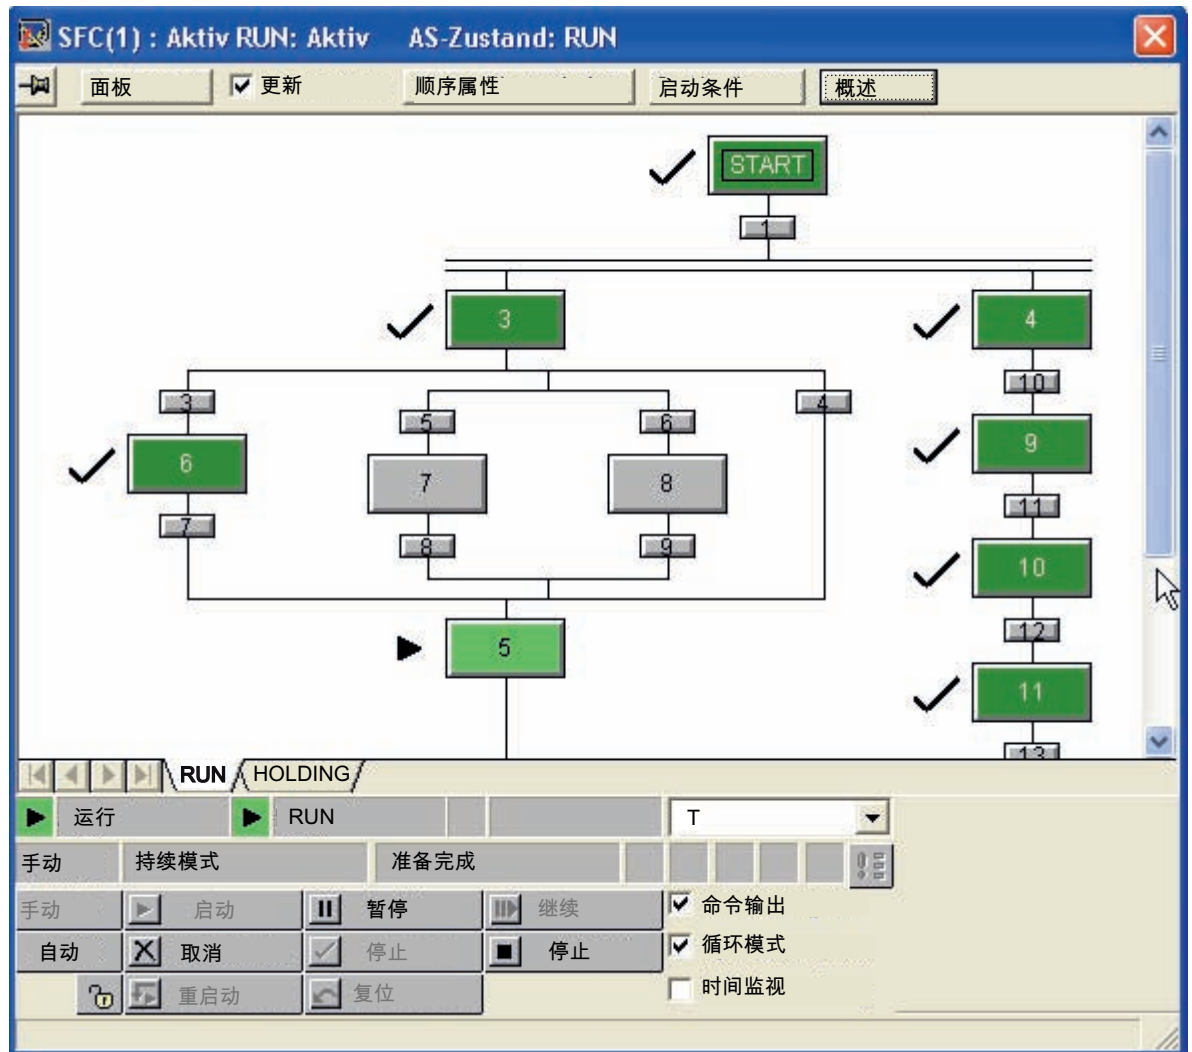 SFC(1) : Aktiv RUN: Aktiv AS-Zustand: RUN
面板 更新 顺序属性 启动条件 概述
START
1
3 4
10
3 4
5 6
6 9
7 8
7 11
8 9
10
12
5
11
13
RUN HOLDING
运行 RUN T
手动 持续模式 准备完成
手动 启动 暂停 继续 命令输出
自动 取消 停止 停止 循环模式
重启动 复位 时间监视